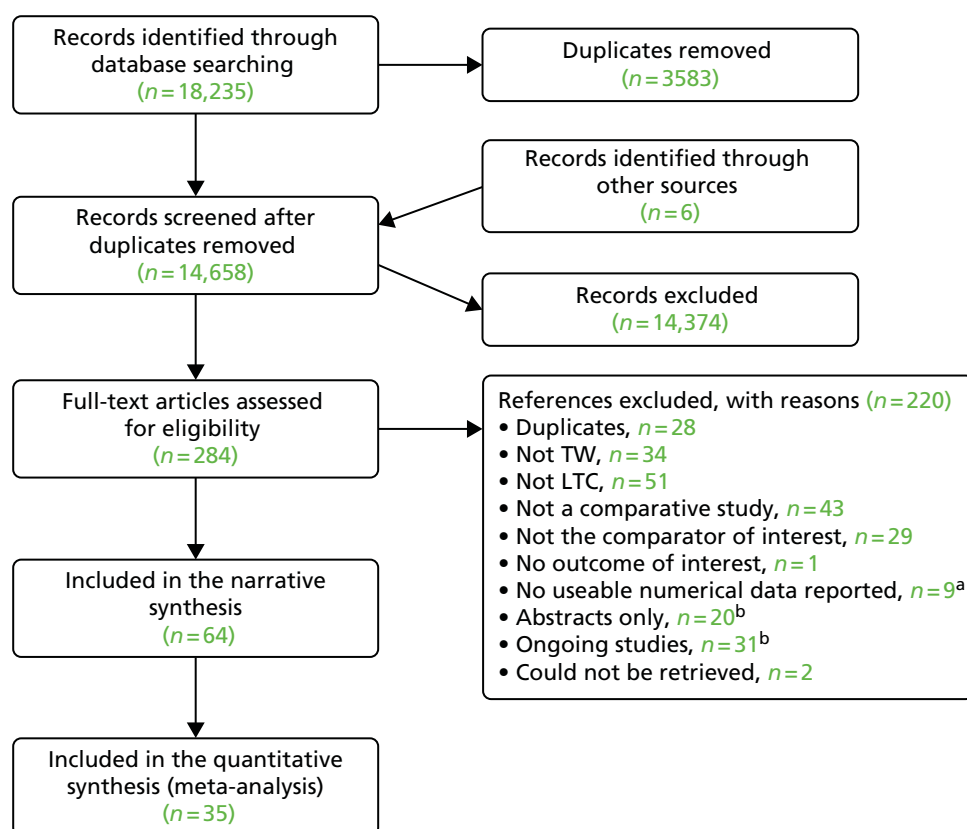 Records identified through
database searching
(n=18,235)
Duplicates removed
(n=3583)
Records identified through
other sources
(n=6)
Records screened after
duplicates removed
(n=14,658)
Records excluded
(n=14,374)
Full-text articles assessed
for eligibility
(n=284)
References excluded, with reasons (n=220)
• Duplicates, n=28
• Not TW, n=34
• Not LTC, n=51
• Not a comparative study, n=43
• Not the comparator of interest, n=29
• No outcome of interest, n=1
• No useable numerical data reported, n=9a
• Abstracts only, n=20b
• Ongoing studies, n=31b
• Could not be retrieved, n=2
Included in the narrative
synthesis
(n=64)
Included in the quantitative
synthesis (meta-analysis)
(n=35)